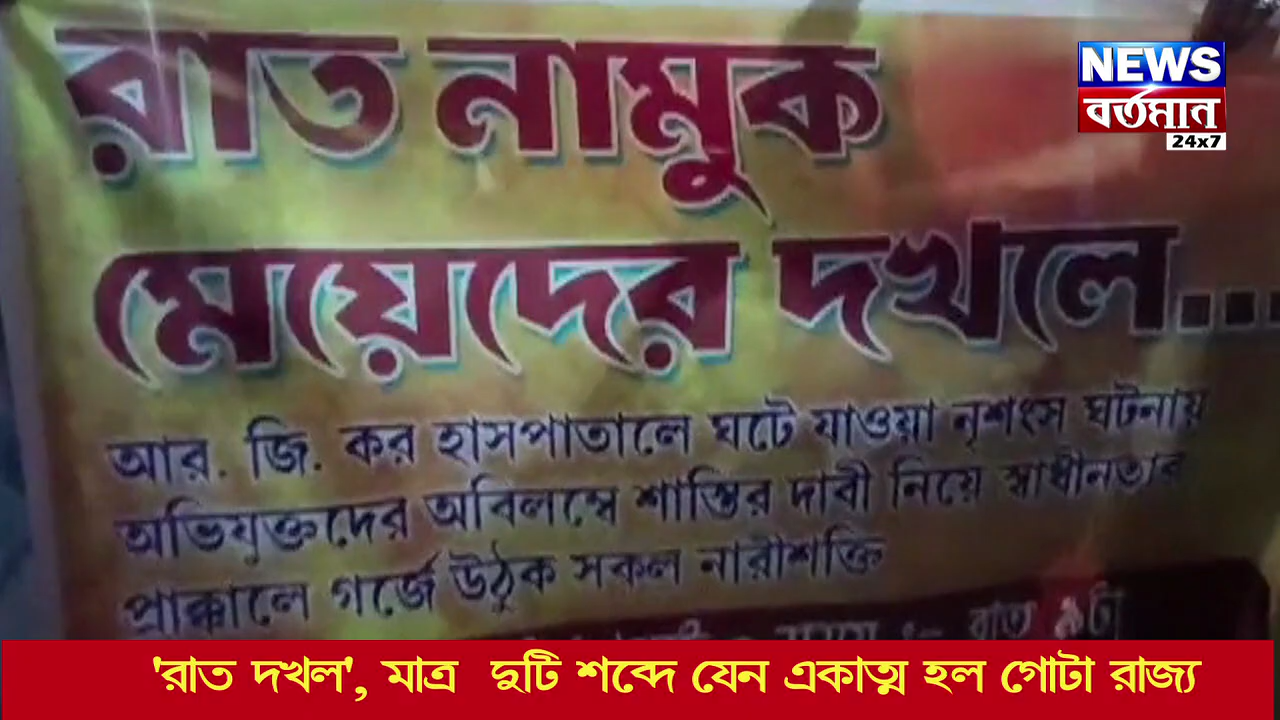 রাত নামুক
NEWS
বর্তমান
24x7
মেয়েদের দখলে...
আর. জি. কর হাসপাতালে ঘটে যাওয়া নৃশংস ঘটনায়
অভিযুক্তদের অবিলম্বে শাস্তির দাবী নিয়ে স্বাধীনতার
প্রাক্কালে গর্জে উঠুক সকল নারীশক্তি
রাত ৯টা
'রাত দখল', মাত্র দুটি শব্দে যেন একাত্ম হল গোটা রাজ্য